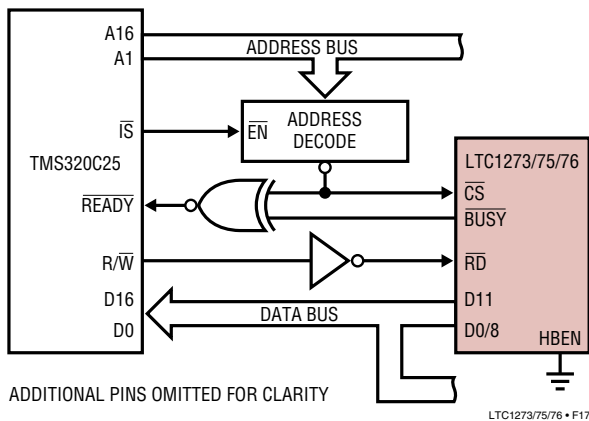 A16
A1
ADDRESS BUS
IS
EN
ADDRESS
DECODE
TMS320C25
LTC1273/75/76
CS
READY
BUSY
R/W
RD
D16
D11
DATA BUS
D0
D0/8
HBEN
ADDITIONAL PINS OMITTED FOR CLARITY
LTC1273/75/76 • F17